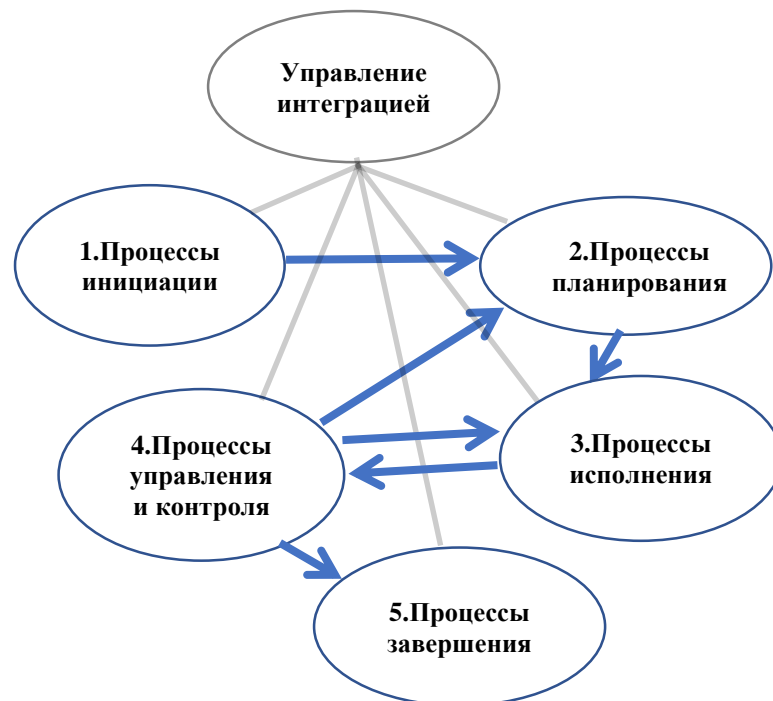 Управление
интеграцией
1.Процессы
инициации
2.Процессы
планирования
4.Процессы
управления
и контроля
3.Процессы
исполнения
5.Процессы
завершения